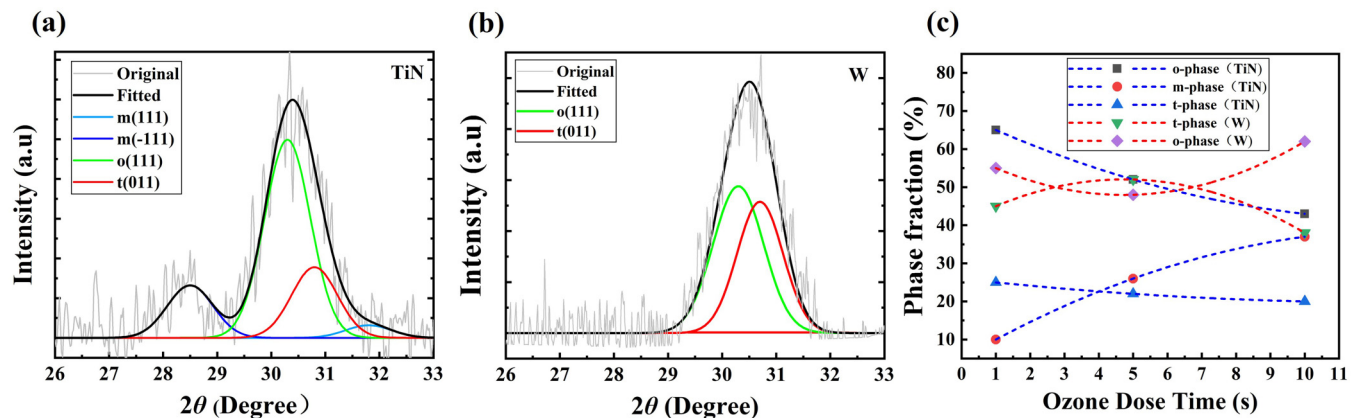 (a)
Intensity (a.u)
Original
Fitted
m(111)
m(-111)
o(111)
t(011)
TiN
26 27 28 29 30 31 32 33
2θ (Degree）
(b)
Intensity (a.u)
Original
Fitted
o(111)
t(011)
W
26 27 28 29 30 31 32 33
2θ (Degree)
(c)
Phase fraction (%)
80
70
60
50
40
30
20
10
o-phase（TiN）
m-phase（TiN）
t-phase（TiN）
t-phase（W）
o-phase（W）
0 1 2 3 4 5 6 7 8 9 10 11
Ozone Dose Time (s)